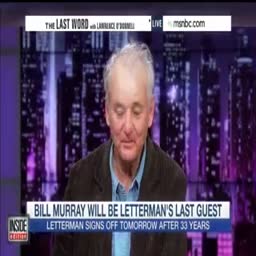 THE LAST WORD WITH LAWRENCE O'DONNELL
LIVE
msnbc.com
BILL MURRAY WILL BE LETTERMAN'S LAST GUEST
LETTERMAN SIGNS OFF TOMORROW AFTER 33 YEARS
INSIDE
EDITION